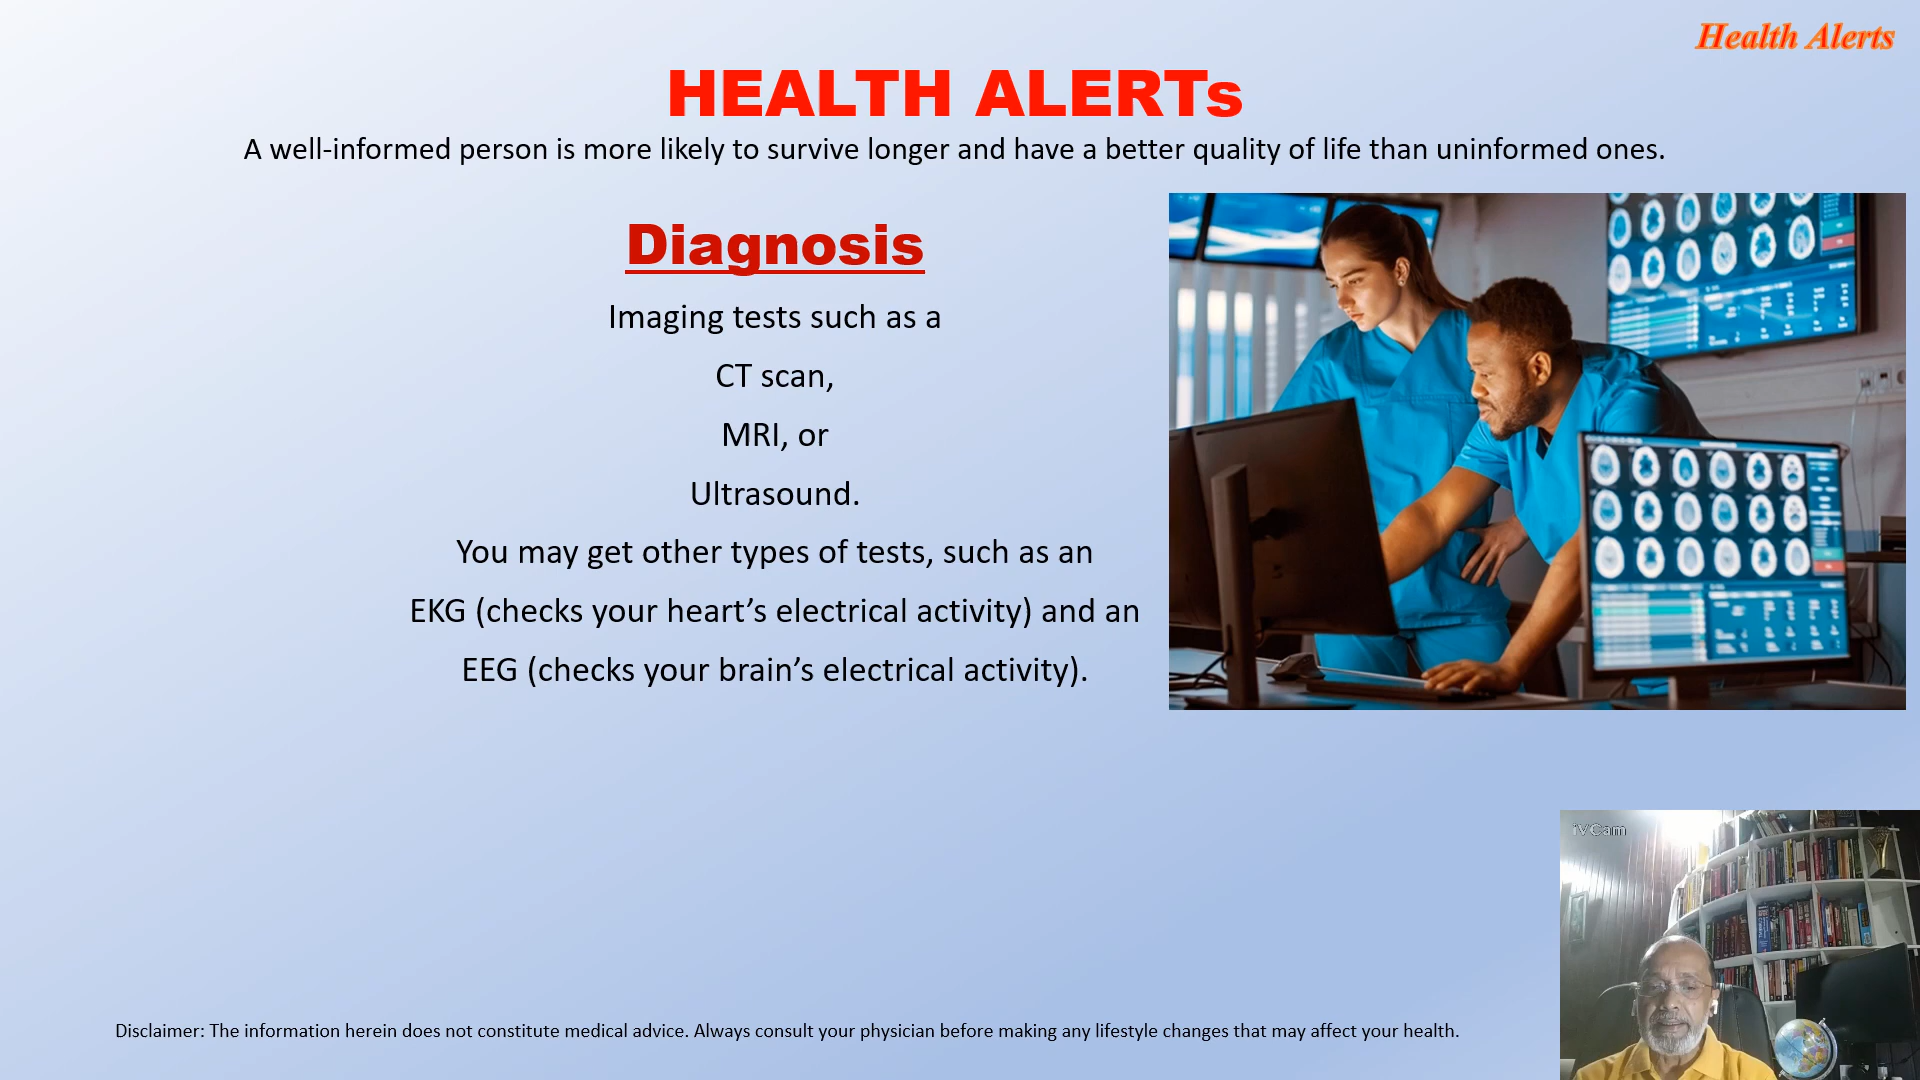 Health Alerts
HEALTH ALERTs
A well-informed person is more likely to survive longer and have a better quality of life than uninformed ones.
Diagnosis
Imaging tests such as a
CT scan,
MRI, or
Ultrasound.
You may get other types of tests, such as an
EKG (checks your heart’s electrical activity) and an
EEG (checks your brain’s electrical activity).
iVCam
Disclaimer: The information herein does not constitute medical advice. Always consult your physician before making any lifestyle changes that may affect your health.